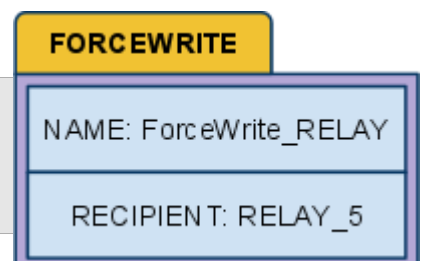 FORCEWRITE
NAME: ForceWrite_RELAY
RECIPIENT: RELAY_5